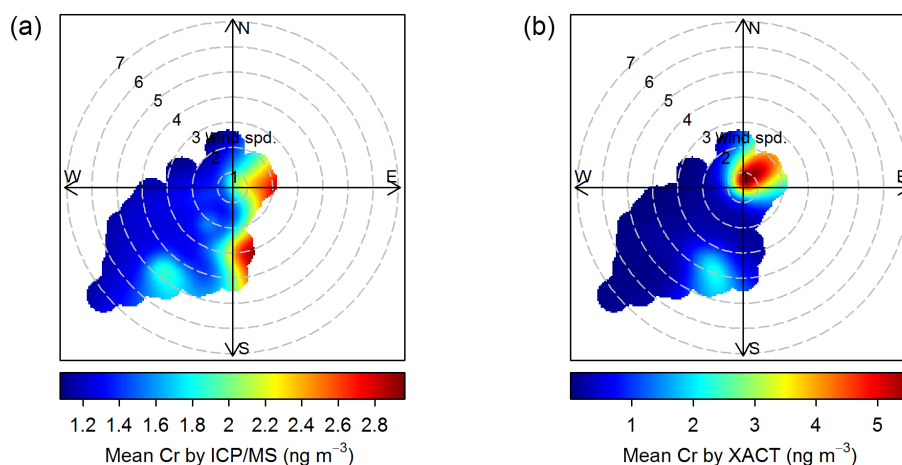 (a)
N
7
6
5
4
3 Wind spd.
2
1
W
E
S
1.2 1.4 1.6 1.8 2 2.2 2.4 2.6 2.8
Mean Cr by ICP/MS (ng m⁻³)
(b)
N
7
6
5
4
3 Wind spd.
2
1
W
E
S
1 2 3 4 5
Mean Cr by XACT (ng m⁻³)